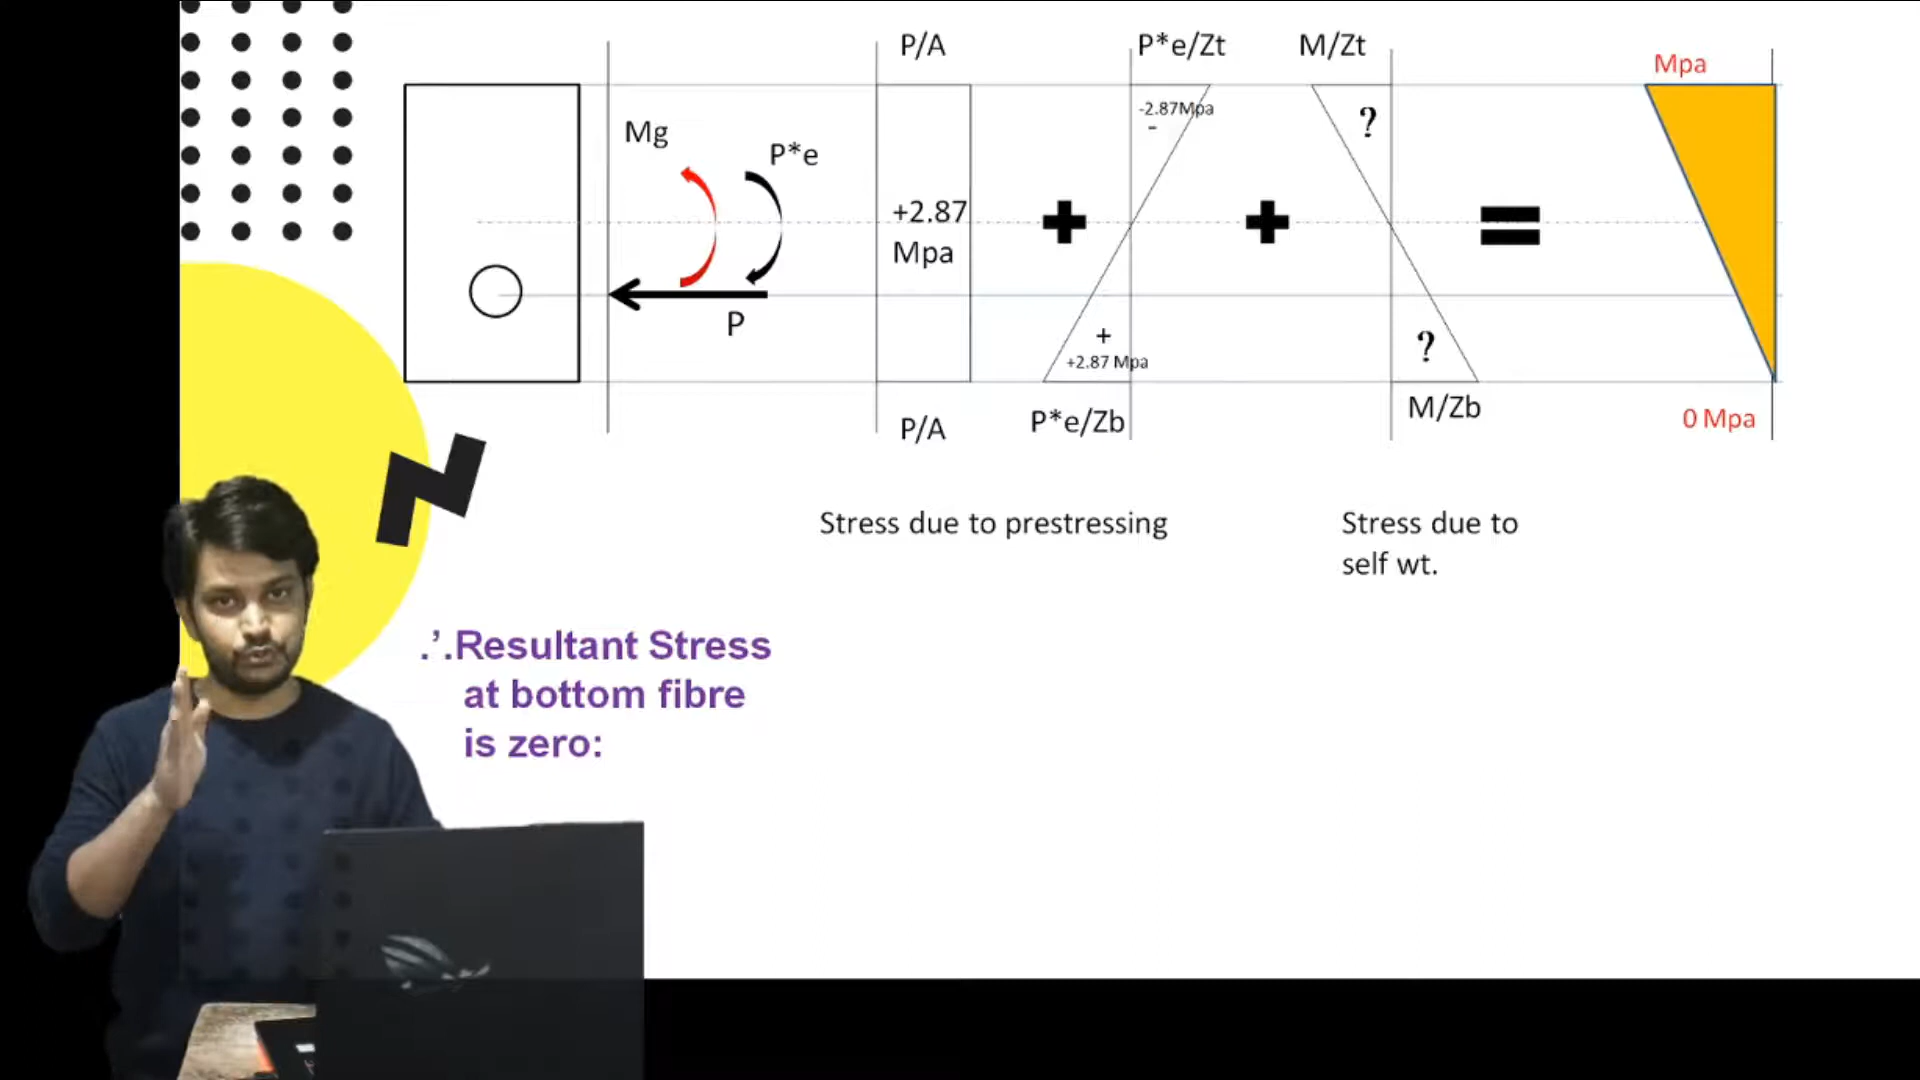 P/A
P*e/Zt
M/Zt
Mpa
Mg
P*e
-2.87Mpa
-
?
+2.87
Mpa
+
+
=
P
+
+2.87 Mpa
?
P/A
P*e/Zb
M/Zb
0 Mpa
Stress due to prestressing
Stress due to
self wt.
.’.Resultant Stress
at bottom fibre
is zero: